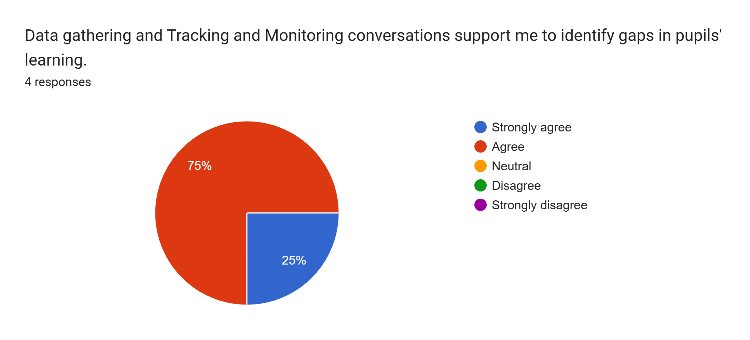 Data gathering and Tracking and Monitoring conversations support me to identify gaps in pupils'
learning.
4 responses
Strongly agree
Agree
Neutral
Disagree
Strongly disagree
75%
25%